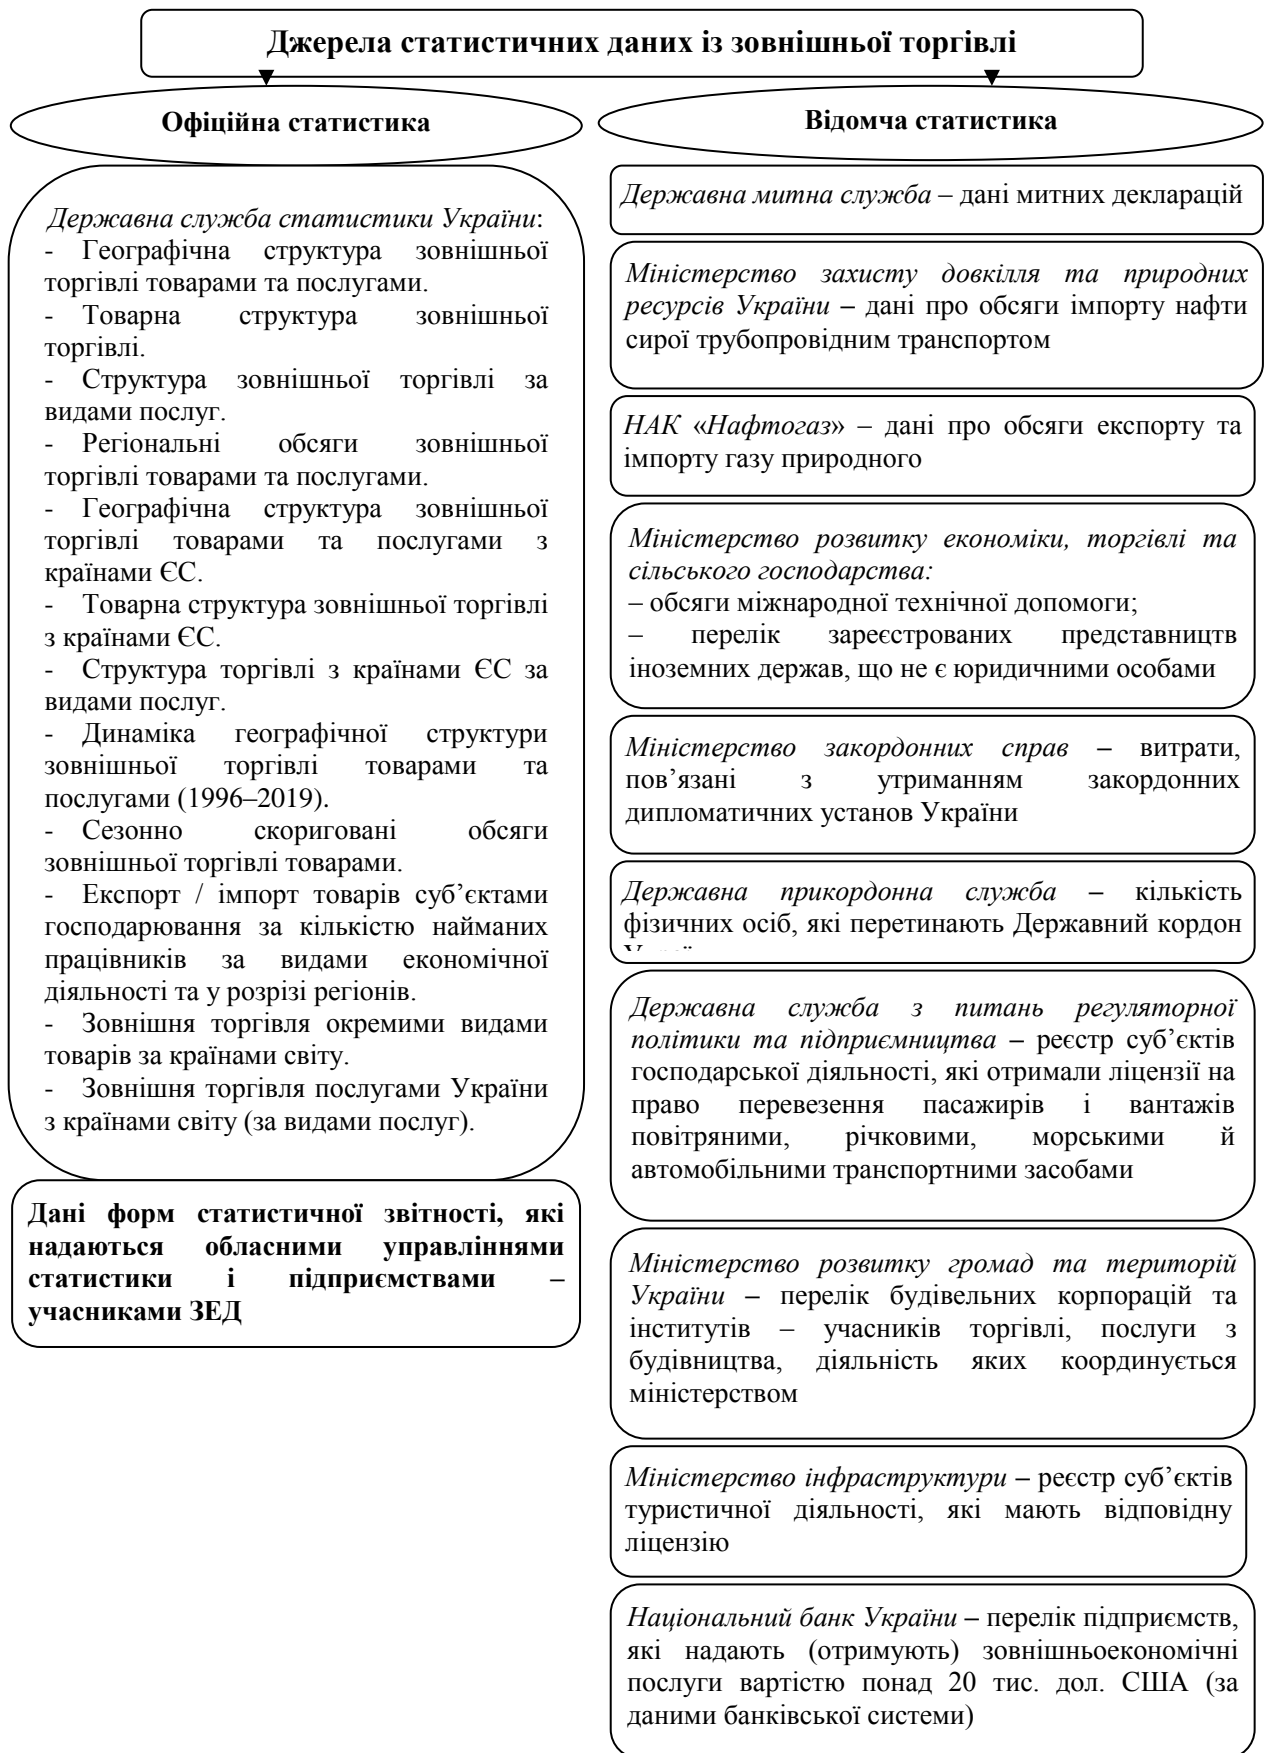 Джерела статистичних даних із зовнішньої торгівлі
Офіційна статистика
Державна служба статистики України:
- Географічна структура зовнішньої
торгівлі товарами та послугами.
- Товарна структура зовнішньої
торгівлі.
- Структура зовнішньої торгівлі за
видами послуг.
- Регіональні обсяги зовнішньої
торгівлі товарами та послугами.
- Географічна структура зовнішньої
торгівлі товарами та послугами з
країнами ЄС.
- Товарна структура зовнішньої торгівлі
з країнами ЄС.
- Структура торгівлі з країнами ЄС за
видами послуг.
- Динаміка географічної структури
зовнішньої торгівлі товарами та
послугами (1996–2019).
- Сезонно скориговані обсяги
зовнішньої торгівлі товарами.
- Експорт / імпорт товарів суб’єктами
господарювання за кількістю найманих
працівників за видами економічної
діяльності та у розрізі регіонів.
- Зовнішня торгівля окремими видами
товарів за країнами світу.
- Зовнішня торгівля послугами України
з країнами світу (за видами послуг).
Дані форм статистичної звітності, які
надаються обласними управліннями
статистики і підприємствами –
учасниками ЗЕД
Відомча статистика
Державна митна служба – дані митних декларацій
Міністерство захисту довкілля та природних
ресурсів України – дані про обсяги імпорту нафти
сирої трубопровідним транспортом
НАК «Нафтогаз» – дані про обсяги експорту та
імпорту газу природного
Міністерство розвитку економіки, торгівлі та
сільського господарства:
– обсяги міжнародної технічної допомоги;
– перелік зареєстрованих представництв
іноземних держав, що не є юридичними особами
Міністерство закордонних справ – витрати,
пов’язані з утриманням закордонних
дипломатичних установ України
Державна прикордонна служба – кількість
фізичних осіб, які перетинають Державний кордон
Державна служба з питань регуляторної
політики та підприємництва – реєстр суб’єктів
господарської діяльності, які отримали ліцензії на
право перевезення пасажирів і вантажів
повітряними, річковими, морськими й
автомобільними транспортними засобами
Міністерство розвитку громад та територій
України – перелік будівельних корпорацій та
інститутів – учасників торгівлі, послуги з
будівництва, діяльність яких координується
міністерством
Міністерство інфраструктури – реєстр суб’єктів
туристичної діяльності, які мають відповідну
ліцензію
Національний банк України – перелік підприємств,
які надають (отримують) зовнішньоекономічні
послуги вартістю понад 20 тис. дол. США (за
даними банківської системи)